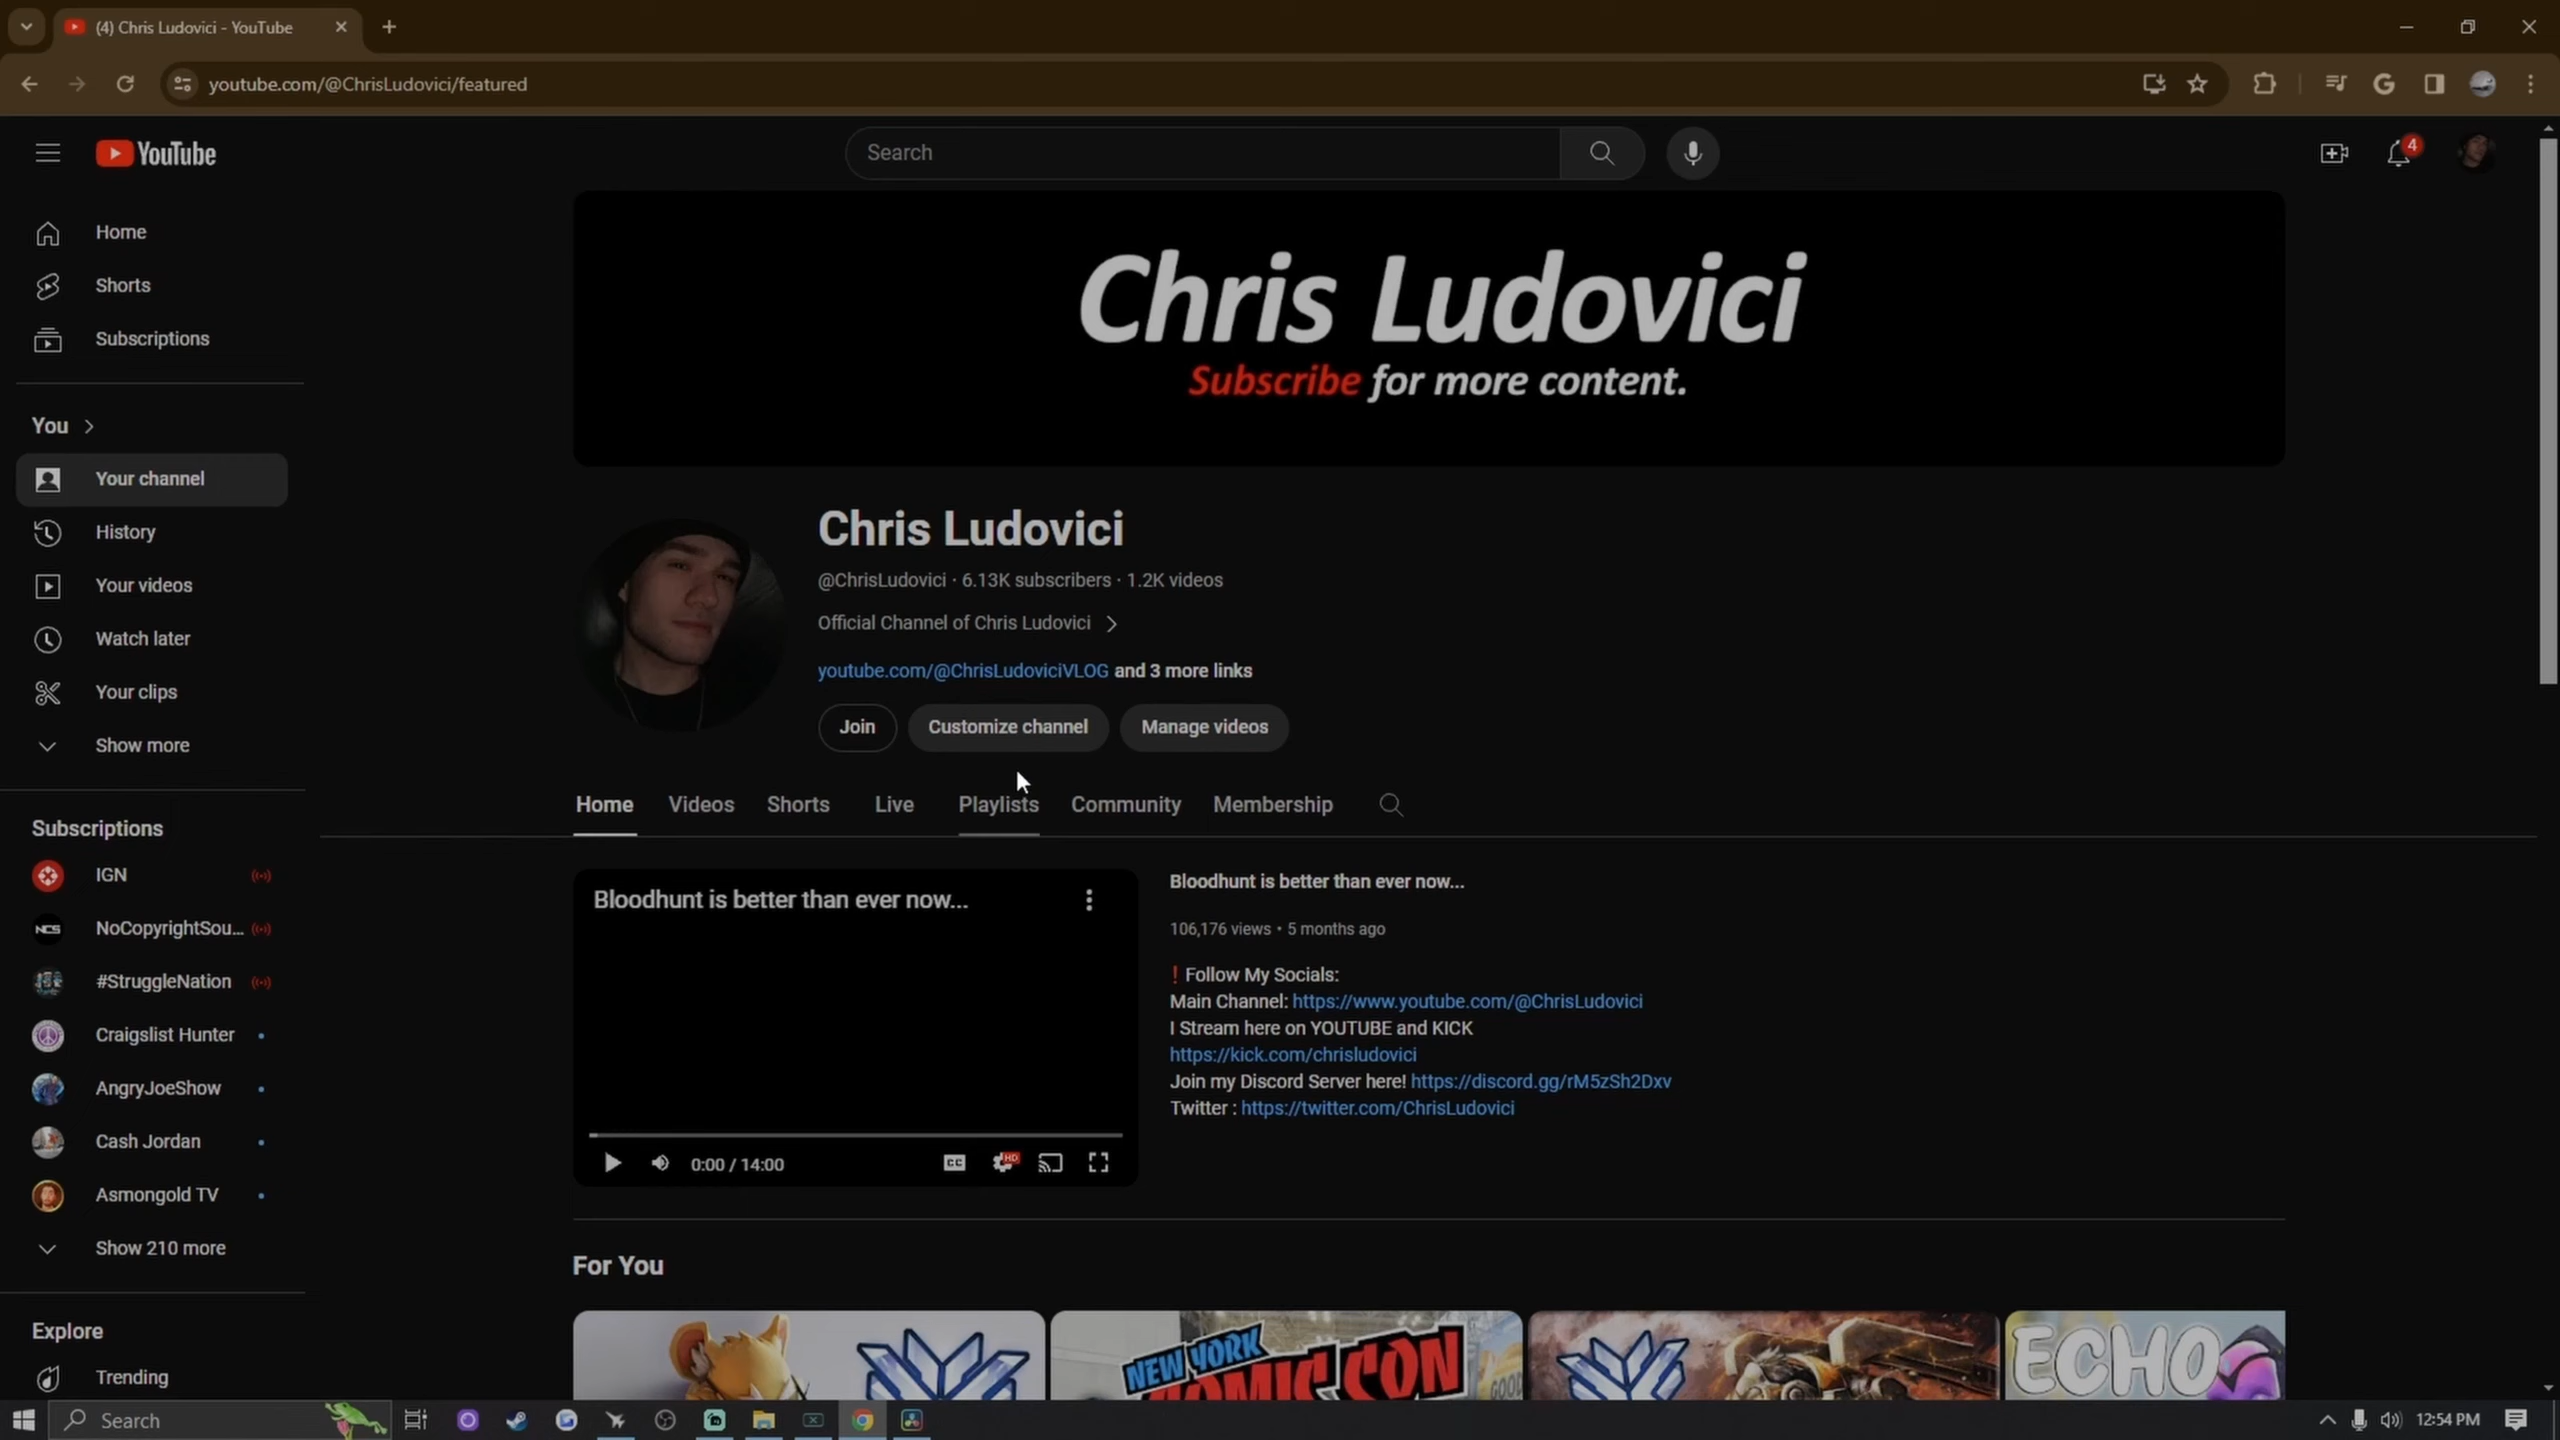 (4) Chris Ludovici - YouTube
youtube.com/@ChrisLudovici/featured
YouTube
Search
4
Home
Shorts
Subscriptions
You
Your channel
History
Your videos
Watch later
Your clips
Show more
Subscriptions
IGN
NCS
NoCopyrightSou...
#StruggleNation
Craigslist Hunter
AngryJoeShow
Cash Jordan
Asmongold TV
Show 210 more
Explore
Trending
Chris Ludovici
Subscribe for more content.
Chris Ludovici
@ChrisLudovici · 6.13K subscribers · 1.2K videos
Official Channel of Chris Ludovici
youtube.com/@ChrisLudoviciVLOG and 3 more links
Join Customize channel Manage videos
Home Videos Shorts Live Playlists Community Membership
Bloodhunt is better than ever now...
0:00 / 14:00
CC HD
Bloodhunt is better than ever now...
106,176 views • 5 months ago
❗Follow My Socials:
Main Channel: https://www.youtube.com/@ChrisLudovici
I Stream here on YOUTUBE and KICK
https://kick.com/chrisludovici
Join my Discord Server here! https://discord.gg/rM5zSh2Dxv
Twitter : https://twitter.com/ChrisLudovici
For You
NEW YORK
COMIC CON
GOOD
ECHO
Search
12:54 PM